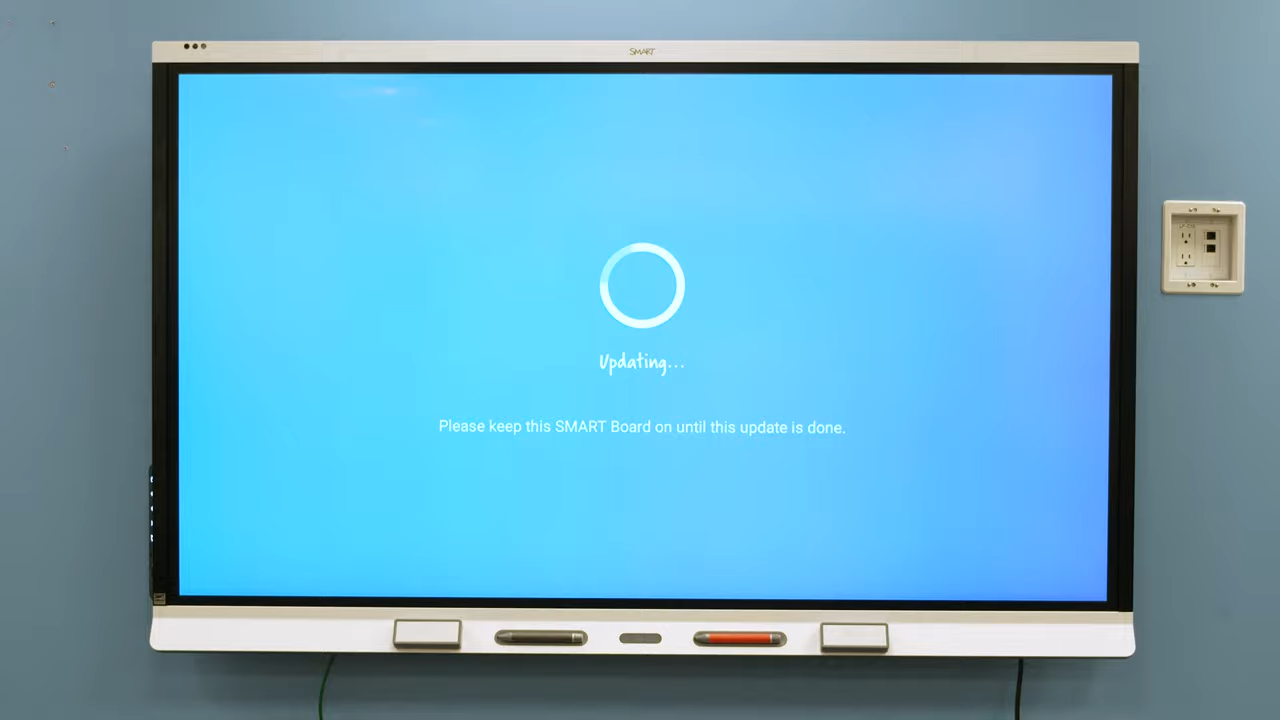 SMART
Updating...
Please keep this SMART Board on until this update is done.